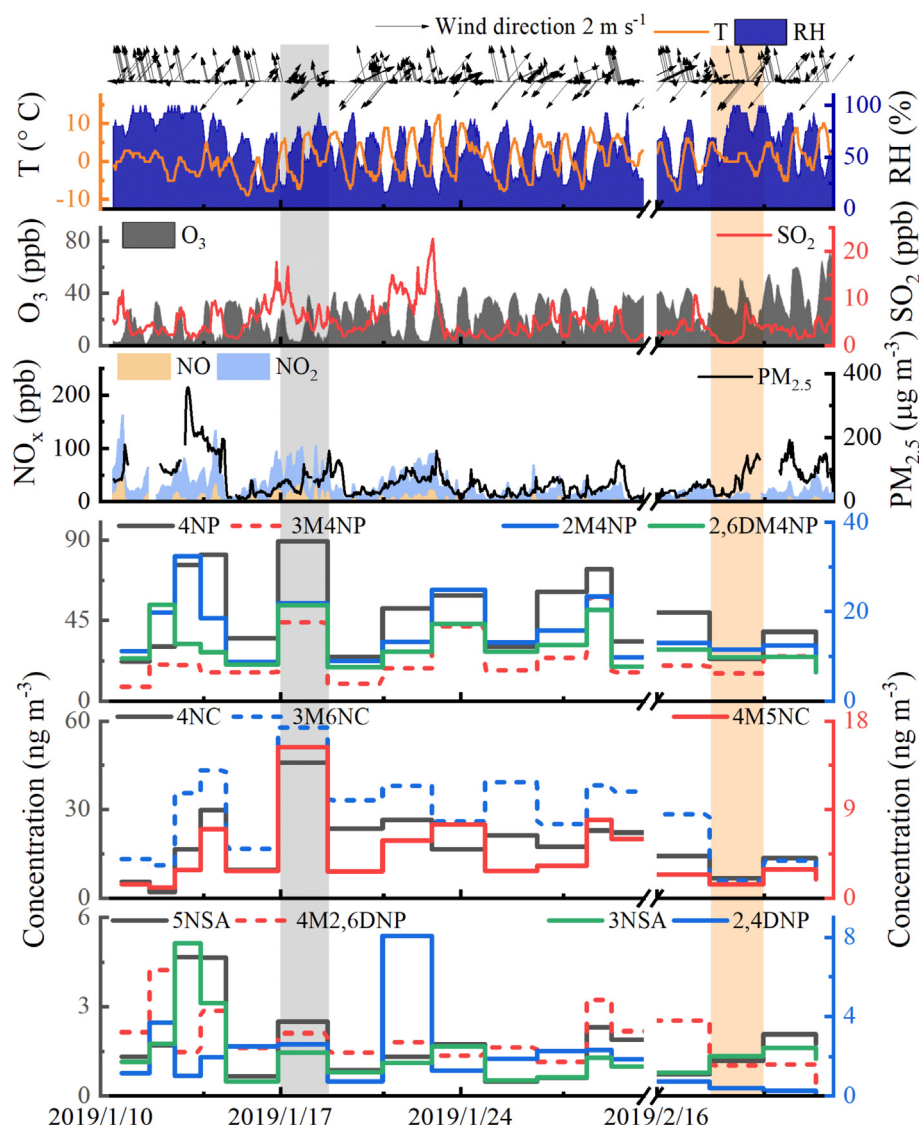 Wind direction 2 m s⁻¹ T RH
T (° C)
10
0
-10
100%
50%
0
RH (%)
O₃ SO₂
O₃ (ppb)
80
40
0
20
10
0
SO₂ (ppb)
NO NO₂ PM₂.₅
NOₓ (ppb)
200
100
0
400
200
0
PM₂.₅ (μg m⁻³)
4NP 3M4NP 2M4NP 2,6DM4NP
90
45
0
40
20
0
4NC 3M6NC 4M5NC
60
30
0
18
9
0
5NSA 4M2,6DNP 3NSA 2,4DNP
6
3
0
8
4
0
Concentration (ng m⁻³)
Concentration (ng m⁻³)
2019/1/10 2019/1/17 2019/1/24 2019/2/16